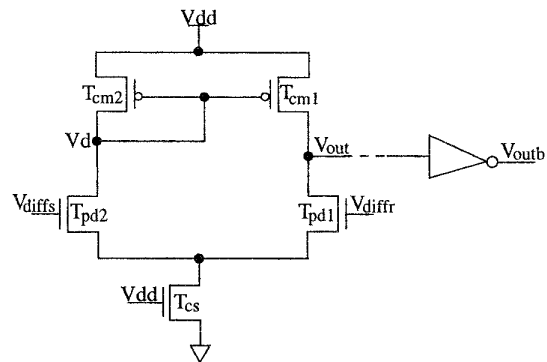 Vdd
Tcm2
Tcm1
Vd
Vout
Voutb
Vdiffs
Tpd2
Tpd1
Vdiffr
Vdd
Tcs